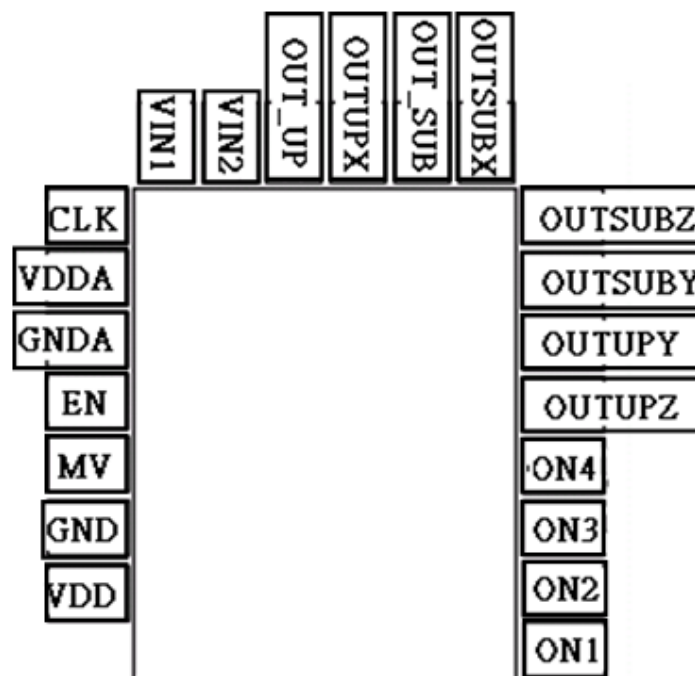 VIN1
VIN2
OUT_UP
OUTUPX
OUT_SUB
OUTSUBX
CLK
VDDA
GNDA
EN
MV
GND
VDD
OUTSUBZ
OUTSUBY
OUTUPY
OUTUPZ
ON4
ON3
ON2
ON1